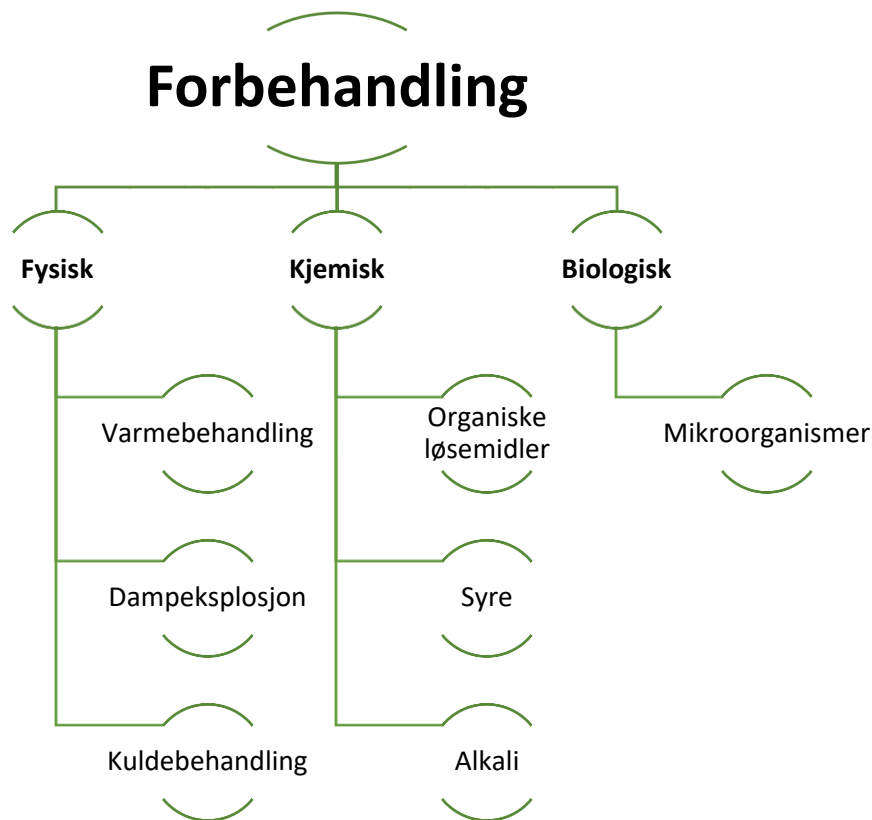 Forbehandling
Fysisk
Kjemisk
Biologisk
Varmebehandling
Organiske
løsemidler
Mikroorganismer
Dampeksplosjon
Syre
Kuldebehandling
Alkali